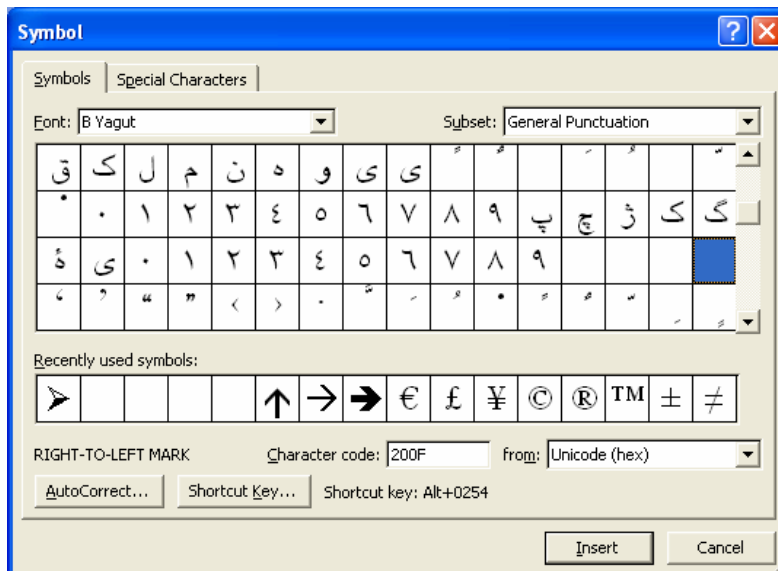 Symbol
Symbols Special Characters
Font: B Yagut Subset: General Punctuation
ق ک ل م ن ه و ى ی
٠ ١ ٢ ٣ ٤ ٥ ٦ ٧ ٨ ٩ پ چ ژ ک گ
ۀ ی ٠ ١ ٢ ٣ ٤ ٥ ٦ ٧ ٨ ٩
‘ ’ “ ” ‹ ›
Recently used symbols:
➢ ↑ → ➔ € £ ¥ © ® ™ ± ≠
RIGHT-TO-LEFT MARK Character code: 200F from: Unicode (hex)
AutoCorrect... Shortcut Key... Shortcut key: Alt+0254
Insert Cancel